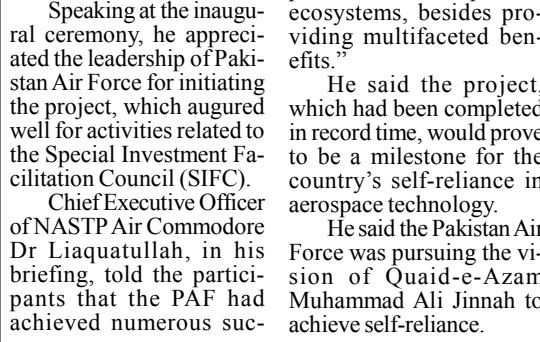 Speaking at the inaugu-
ral ceremony, he appreci-
ated the leadership of Paki-
stan Air Force for initiating
the project, which augured
well for activities related to
the Special Investment Fa-
cilitation Council (SIFC).
Chief Executive Officer
of NASTP Air Commodore
Dr Liaquatullah, in his
briefing, told the partici-
pants that the PAF had
achieved numerous suc-
ecosystems, besides pro-
viding multifaceted ben-
efits.”
He said the project,
which had been completed
in record time, would prove
to be a milestone for the
country’s self-reliance in
aerospace technology.
He said the Pakistan Air
Force was pursuing the vi-
sion of Quaid-e-Azam
Muhammad Ali Jinnah to
achieve self-reliance.